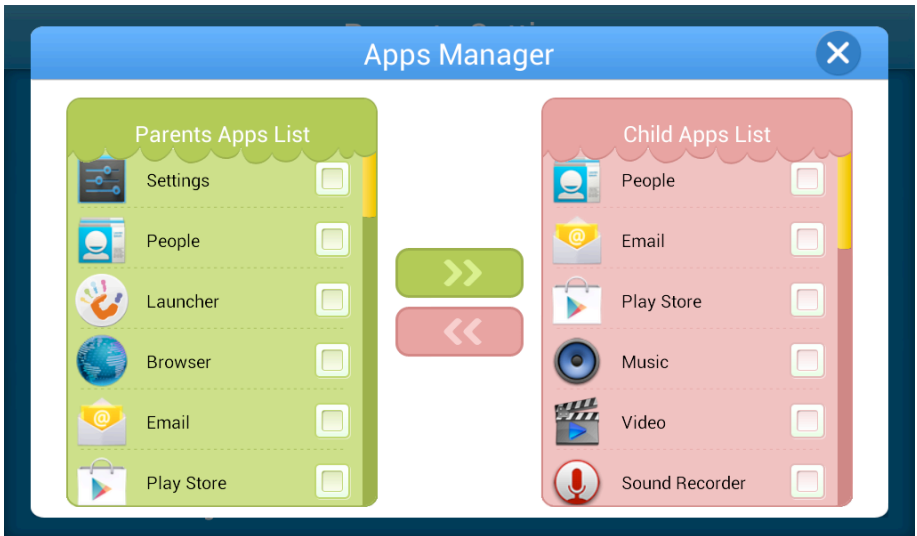 Apps Manager
Parents Apps List
Settings
People
Launcher
Browser
Email
Play Store
Child Apps List
People
Email
Play Store
Music
Video
Sound Recorder